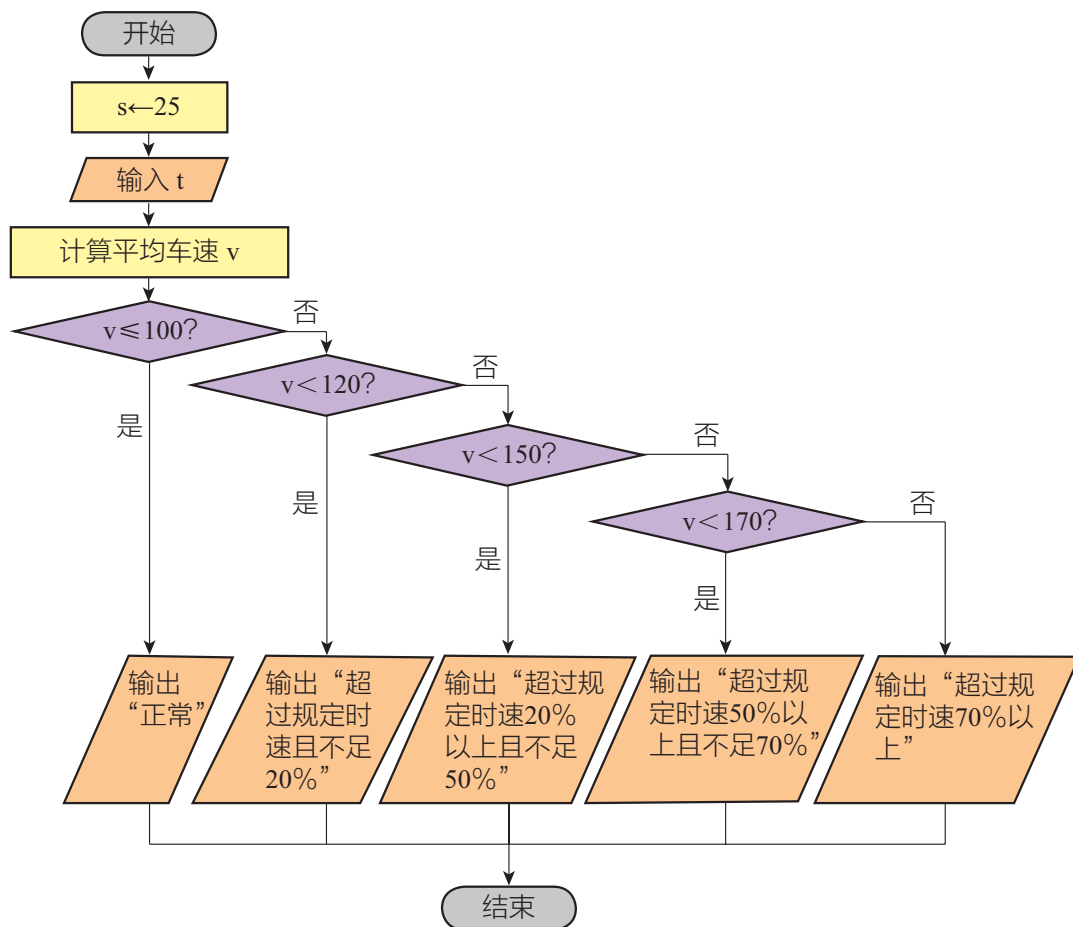 开始
s←25
输入 t
计算平均车速 v
v≤100?
否
是
v＜120?
否
是
v＜150?
否
是
v＜170?
否
是
输出
“正常”
输出“超
过规定时
速且不足
20%”
输出“超过规
定时速20%
以上且不足
50%”
输出“超过规
定时速50%以
上且不足70%”
输出“超过规
定时速70%以
上”
结束